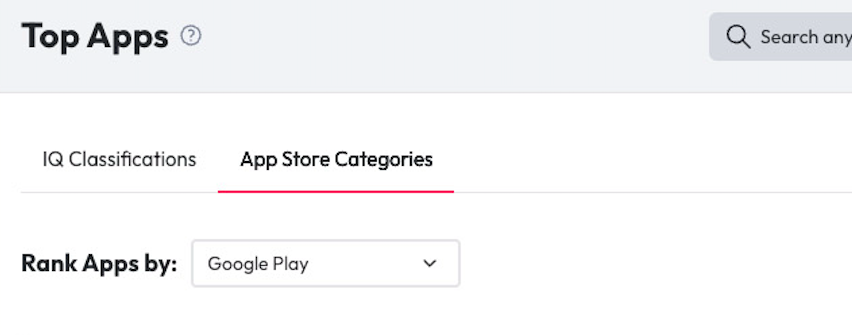 Top Apps ?
Search any
IQ Classifications
App Store Categories
Rank Apps by: Google Play